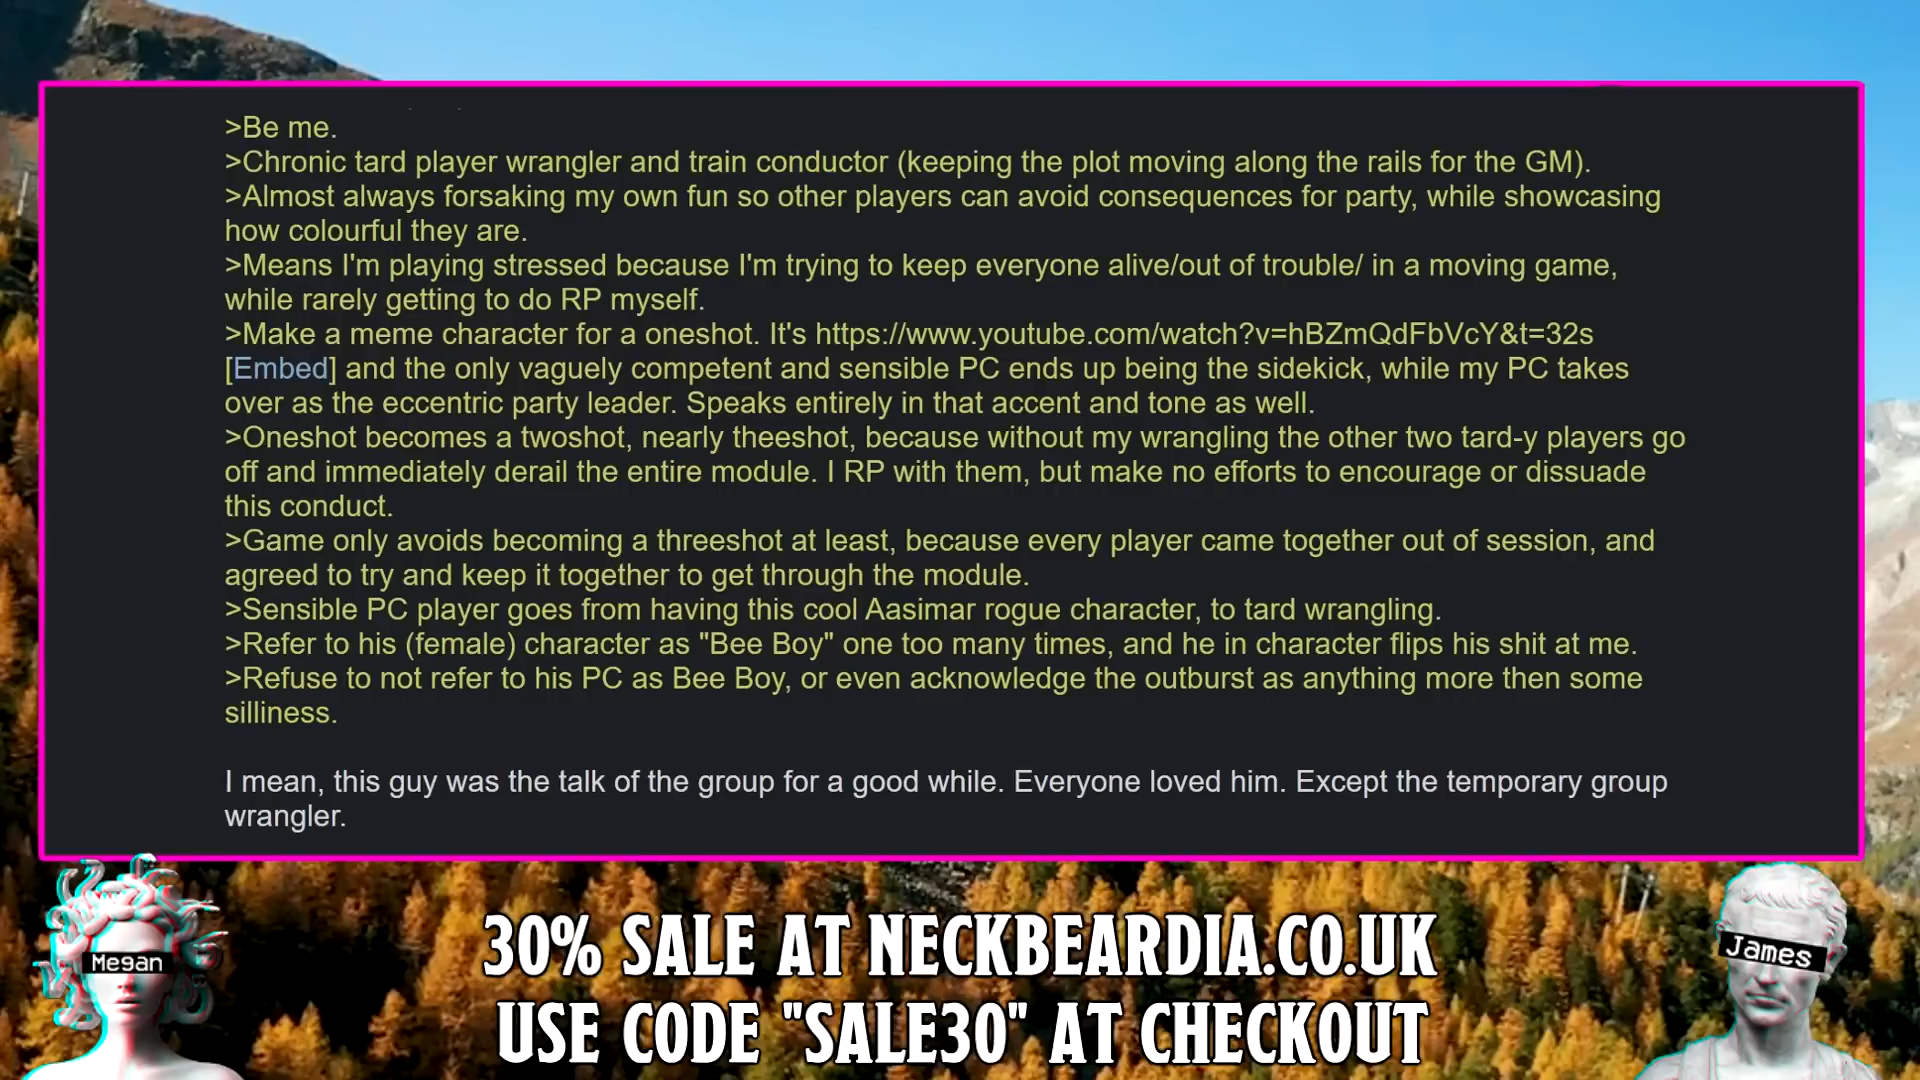 >Be me.
>Chronic tard player wrangler and train conductor (keeping the plot moving along the rails for the GM).
>Almost always forsaking my own fun so other players can avoid consequences for party, while showcasing
how colourful they are.
>Means I'm playing stressed because I'm trying to keep everyone alive/out of trouble/ in a moving game,
while rarely getting to do RP myself.
>Make a meme character for a oneshot. It's https://www.youtube.com/watch?v=hBZmQdFbVcY&t=32s
[Embed] and the only vaguely competent and sensible PC ends up being the sidekick, while my PC takes
over as the eccentric party leader. Speaks entirely in that accent and tone as well.
>Oneshot becomes a twoshot, nearly theeshot, because without my wrangling the other two tard-y players go
off and immediately derail the entire module. I RP with them, but make no efforts to encourage or dissuade
this conduct.
>Game only avoids becoming a threeshot at least, because every player came together out of session, and
agreed to try and keep it together to get through the module.
>Sensible PC player goes from having this cool Aasimar rogue character, to tard wrangling.
>Refer to his (female) character as "Bee Boy" one too many times, and he in character flips his shit at me.
>Refuse to not refer to his PC as Bee Boy, or even acknowledge the outburst as anything more then some
silliness.
I mean, this guy was the talk of the group for a good while. Everyone loved him. Except the temporary group
wrangler.
Megan
James
30% SALE AT NECKBEARDIA.CO.UK
USE CODE "SALE30" AT CHECKOUT